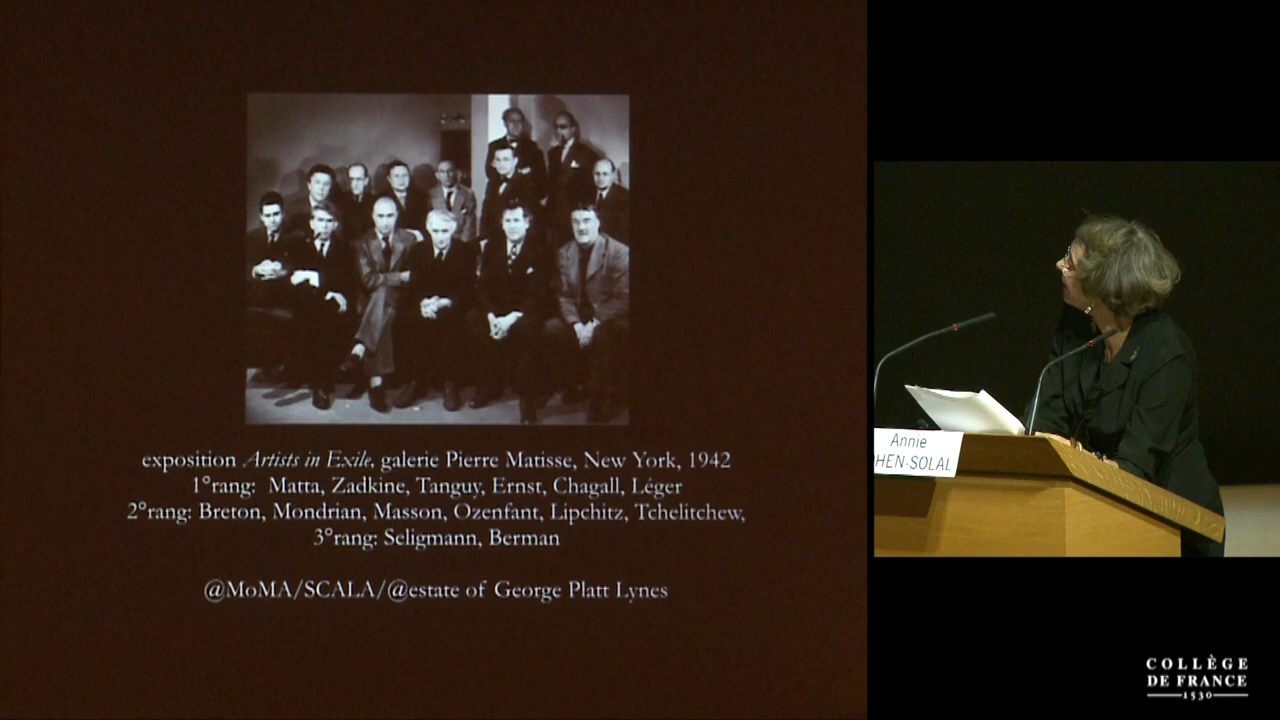 exposition Artists in Exile, galerie Pierre Matisse, New York, 1942
1°rang: Matta, Zadkine, Tanguy, Ernst, Chagall, Léger
2°rang: Breton, Mondrian, Masson, Ozenfant, Lipchitz, Tchelitchew,
3°rang: Seligmann, Berman
@MoMA/SCALA/@estate of George Platt Lynes
Annie
HEN-SOLAL
COLLÈGE
DE FRANCE
1530